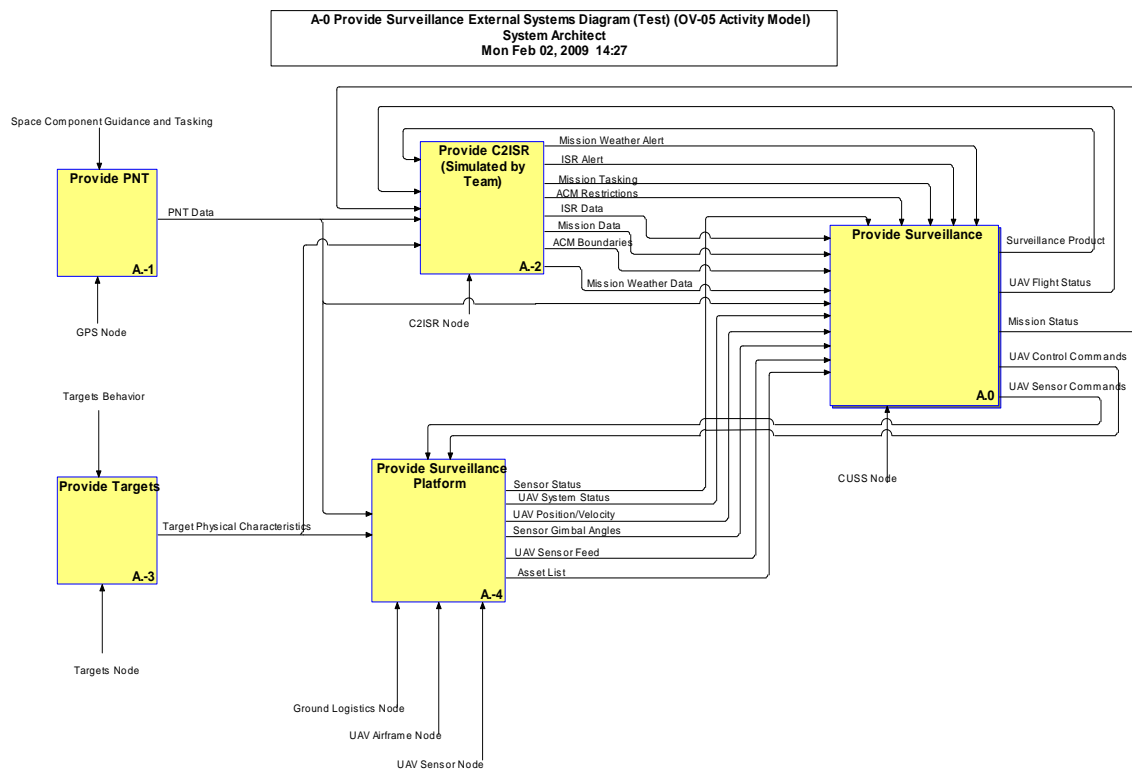 A-0 Provide Surveillance External Systems Diagram (Test) (OV-05 Activity Model)
System Architect
Mon Feb 02, 2009  14:27
Space Component Guidance and Tasking
Provide PNT
A.-1
PNT Data
GPS Node
Provide C2ISR
(Simulated by
Team)
A.-2
C2ISR Node
Mission Weather Alert
ISR Alert
Mission Tasking
ACM Restrictions
ISR Data
Mission Data
ACM Boundaries
Mission Weather Data
Provide Surveillance
A.0
CUSS Node
Surveillance Product
UAV Flight Status
Mission Status
UAV Control Commands
UAV Sensor Commands
Targets Behavior
Provide Targets
A.-3
Target Physical Characteristics
Targets Node
Provide Surveillance
Platform
A.-4
Sensor Status
UAV System Status
UAV Position/Velocity
Sensor Gimbal Angles
UAV Sensor Feed
Asset List
Ground Logistics Node
UAV Airframe Node
UAV Sensor Node